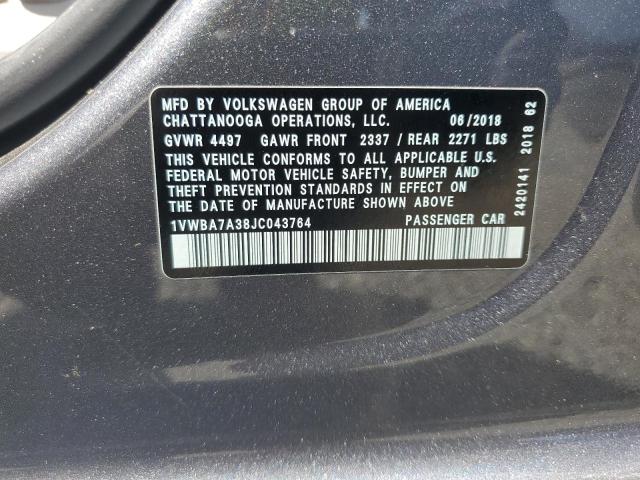 MFD BY VOLKSWAGEN GROUP OF AMERICA
CHATTANOOGA OPERATIONS, LLC. 06/2018
GVWR 4497 GAWR FRONT 2337 / REAR 2271 LBS
THIS VEHICLE CONFORMS TO ALL APPLICABLE U.S.
FEDERAL MOTOR VEHICLE SAFETY, BUMPER AND
THEFT PREVENTION STANDARDS IN EFFECT ON
THE DATE OF MANUFACTURE SHOWN ABOVE
1VWBA7A38JC043764 PASSENGER CAR
2420141 2018 62